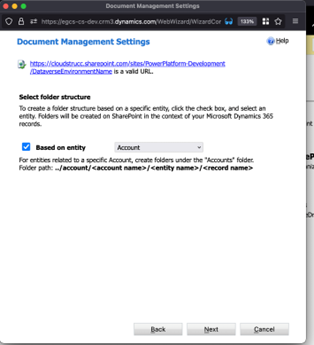 Document Management Settings
https://egcs-cs-dev.crm3.dynamics.com/WebWizard/WizardCor
133%
Document Management Settings
Help
https://cloudstrucc.sharepoint.com/sites/PowerPlatform-Development
/DataverseEnvironmentName is a valid URL.
Select folder structure
To create a folder structure based on a specific entity, click the check box, and select an
entity. Folders will be created on SharePoint in the context of your Microsoft Dynamics 365
records.
Based on entity
Account
For entities related to a specific Account, create folders under the "Accounts" folder.
Folder path: ../account/<account name>/<entity name>/<record name>
Back
Next
Cancel